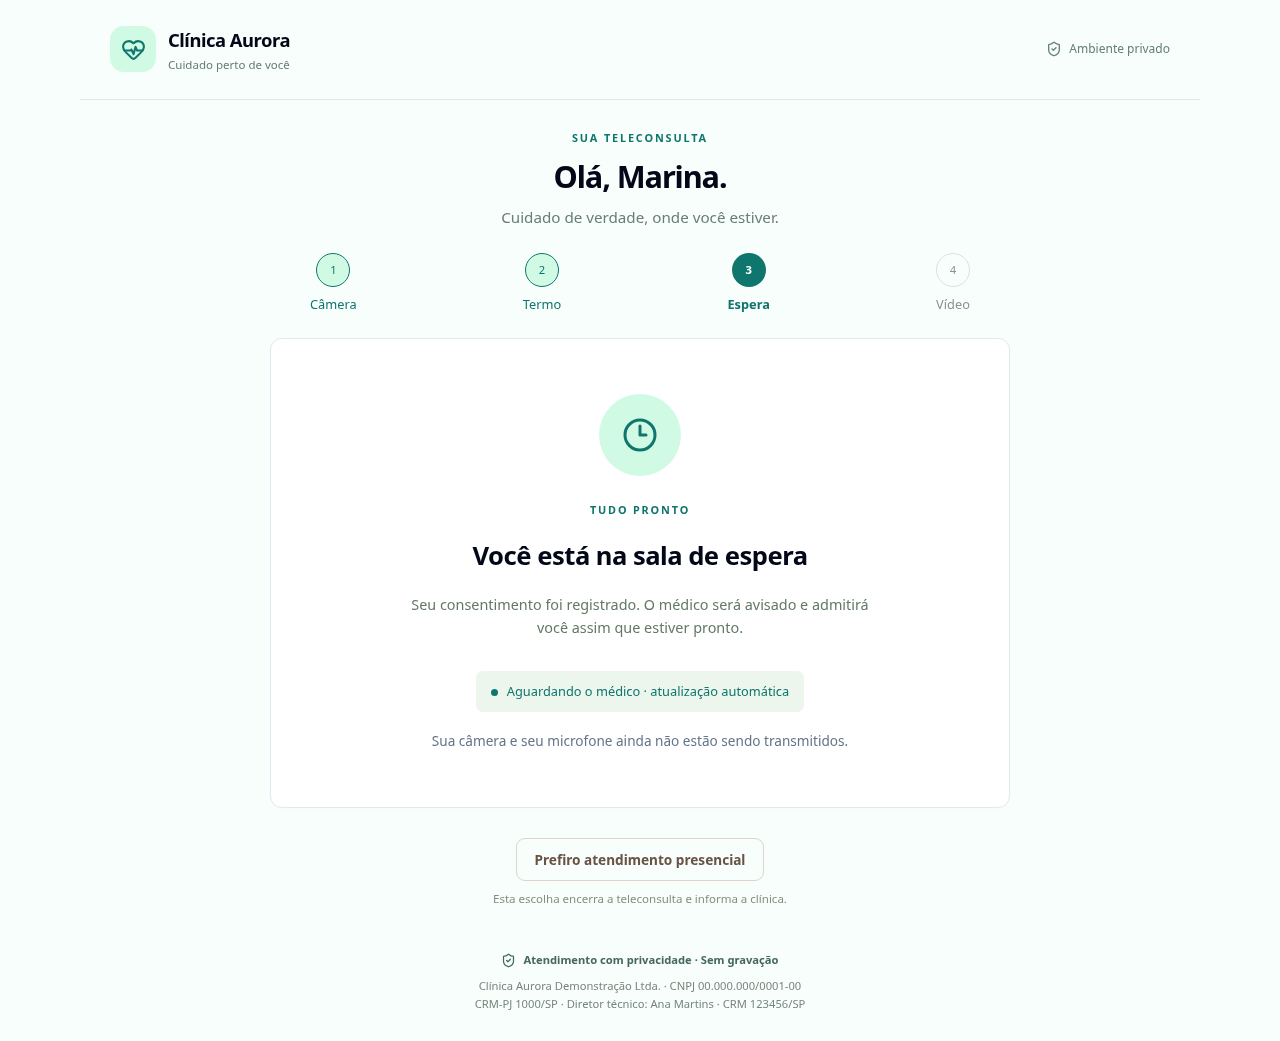 Clínica Aurora
Cuidado perto de você
Ambiente privado
SUA TELECONSULTA
Olá, Marina.
Cuidado de verdade, onde você estiver.
1
2
3
4
Câmera
Termo
Espera
Vídeo
TUDO PRONTO
Você está na sala de espera
Seu consentimento foi registrado. O médico será avisado e admitirá
você assim que estiver pronto.
Aguardando o médico · atualização automática
Sua câmera e seu microfone ainda não estão sendo transmitidos.
Prefiro atendimento presencial
Esta escolha encerra a teleconsulta e informa a clínica.
Atendimento com privacidade · Sem gravação
Clínica Aurora Demonstração Ltda. · CNPJ 00.000.000/0001-00
CRM-PJ 1000/SP · Diretor técnico: Ana Martins · CRM 123456/SP